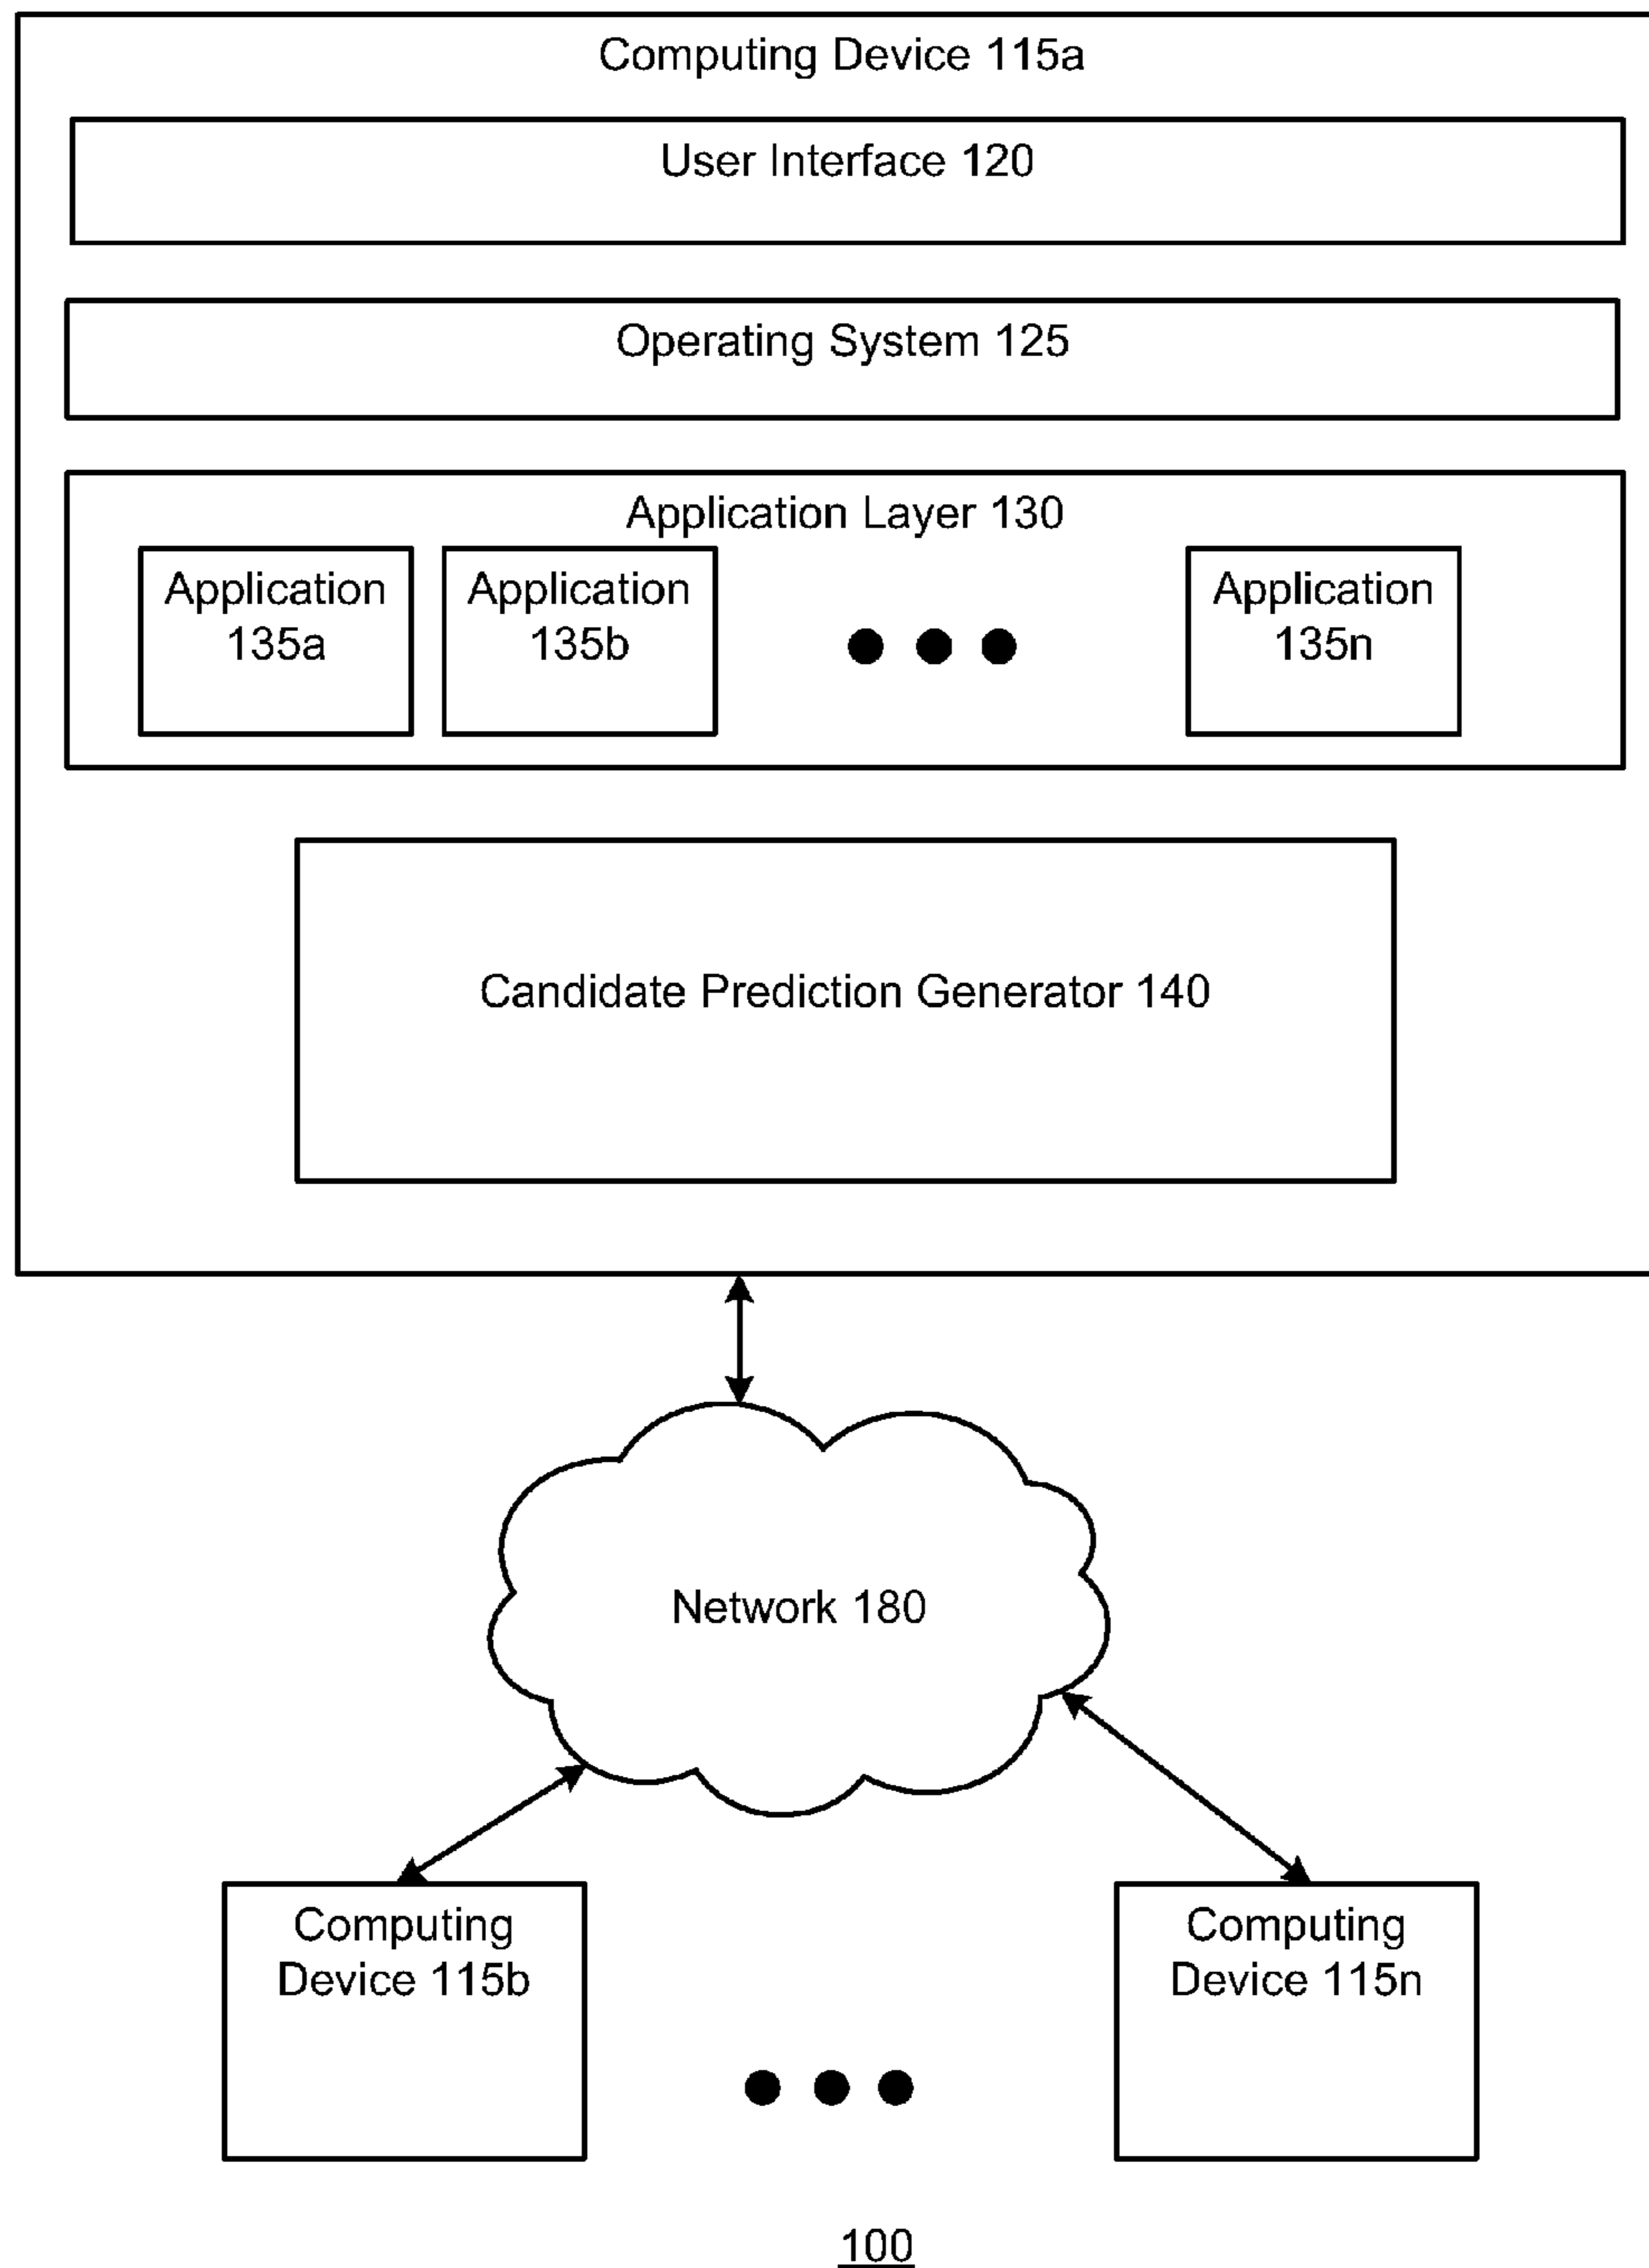 Computing Device 115a
User Interface 120
Operating System 125
Application Layer 130
Application
135a
Application
135b
Application
135n
Candidate Prediction Generator 140
Network 180
Computing
Device 115b
Computing
Device 115n
100